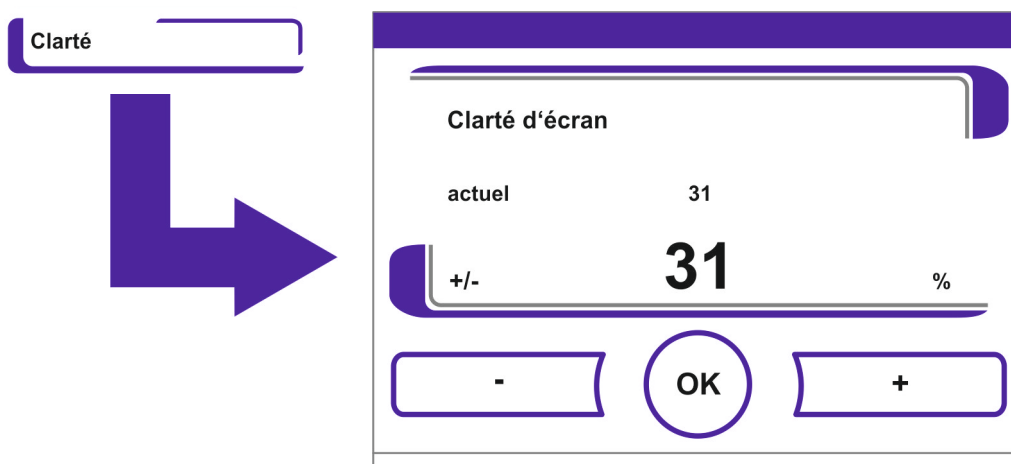 Clarté
Clarté d‘écran
actuel 31
+/- 31 %
- OK +